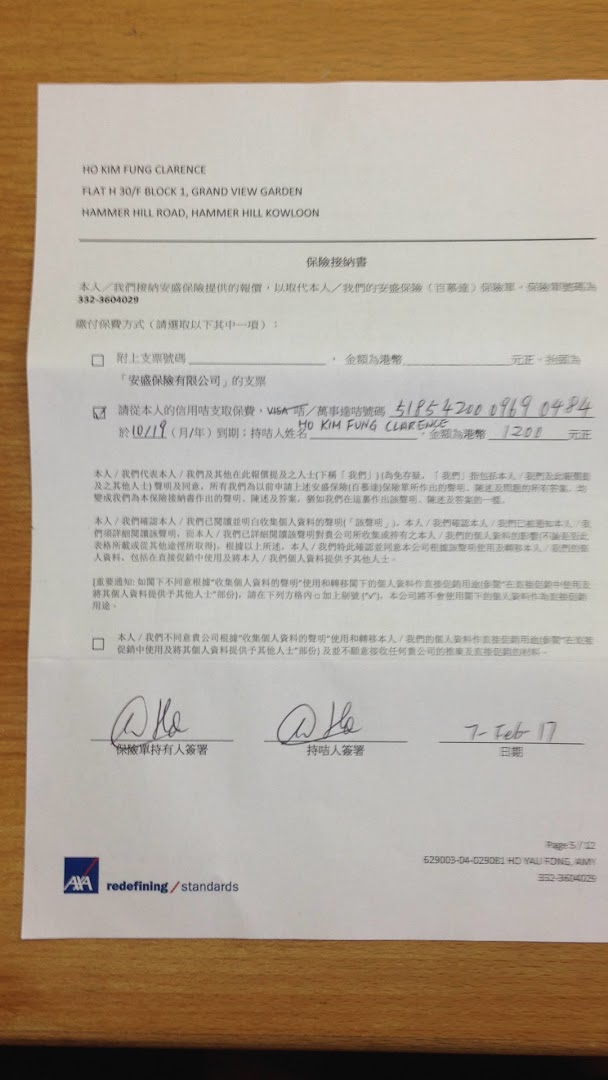 HO KIM FUNG CLARENCE
FLAT H 30/F BLOCK 1, GRAND VIEW GARDEN
HAMMER HILL ROAD, HAMMER HILL KOWLOON
保險接納書
本人／我們接納安盛保險提供的報價，以取代本人／我們的安盛保險（百慕達）保險單。保險單號碼為
332-3604029
繳付保費方式（請選取以下其中一項）：
附上支票號碼 ，金額為港幣 元正。抬頭為
「安盛保險有限公司」的支票
請從本人的信用咭支取保費，VISA 咭／萬事達咭號碼 5185 4200 0969 0484
於 10/19 （月/年）到期；持咭人姓名 HO KIM FUNG CLARENCE ，金額為港幣 1200 元正
本人 / 我們代表本人 / 我們及其他在此報價提及之人士(下稱「我們」) (為免存疑，「我們」指包括本人 / 我們及此報價提
及之其他人士) 聲明及同意，所有我們為以前申請上述安盛保險(百慕達)保險單所作出的聲明、陳述及問題的所有答案，均
變成我們為本保險接納書作出的聲明、陳述及答案，猶如我們在這裏作出該聲明、陳述及答案的一樣。
本人 / 我們確認本人 / 我們已閱讀並明白收集個人資料的聲明(「該聲明」)。本人 / 我們確認本人 / 我們已被通知本人 / 我
們須詳細閱讀該聲明，而本人 / 我們已詳細閱讀該聲明對貴公司所收集或持有之本人 / 我們的個人資料的影響(不論是在此
表格所載或從其他途徑所取得)。根據以上所述，本人 / 我們特此確認並同意本公司根據該聲明使用及轉移本人 / 我們的個
人資料，包括在直接促銷中使用及將本人 / 我們個人資料提供予其他人士。
[重要通知: 如閣下不同意根據"收集個人資料的聲明"使用和轉移閣下的個人資料作直接促銷用途(參閱"在直接促銷中使用及
將其個人資料提供予其他人士"部份)，請在下列方格內□加上剔號 ("√")，本公司將不會使用閣下的個人資料作為直接促銷
用途。
本人 / 我們不同意貴公司根據"收集個人資料的聲明"使用和轉移本人 / 我們的個人資料作直接促銷用途(參閱"在直接
促銷中使用及將其個人資料提供予其他人士"部份) 及並不願意接收任何貴公司的推廣及直接促銷的材料。
7-Feb 17
保險單持有人簽署 持咭人簽署 日期
Page 5 / 12
629003-04-029081 HO YAU FONG, AMY
332-3604029
AXA redefining / standards